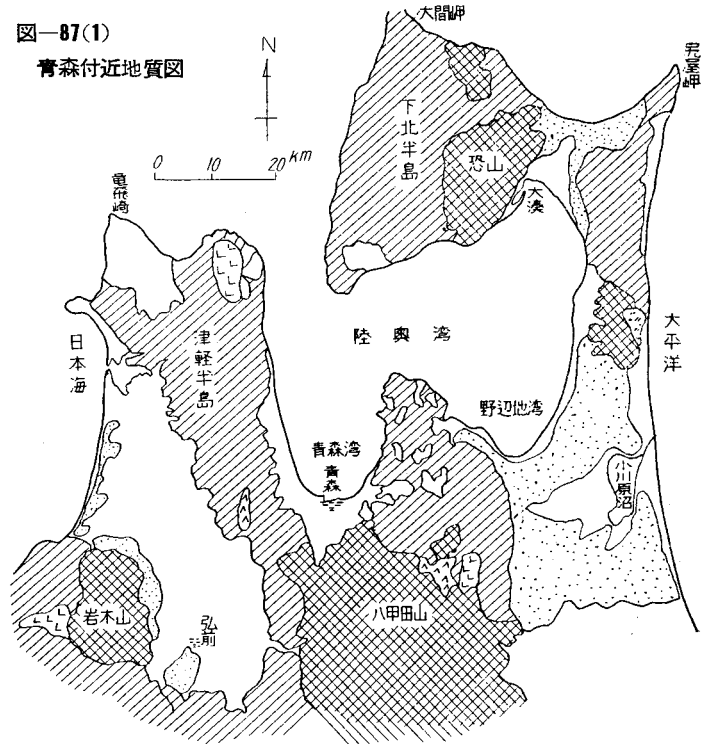 図—87(1)
青森付近地質図
N
0 10 20 km
大間岬
尻屋岬
下北半島
恐山
大湊
竜飛崎
津軽半島
日本海
陸奥湾
太平洋
野辺地湾
青森湾
青森
小川原沼
岩木山
弘前
八甲田山